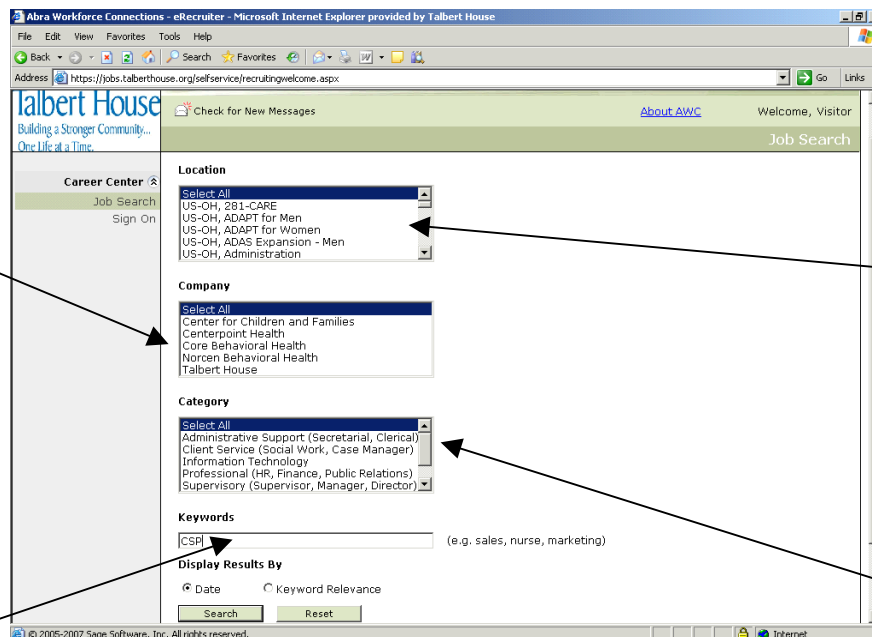 Abra Workforce Connections - eRecruiter - Microsoft Internet Explorer provided by Talbert House
File Edit View Favorites Tools Help
Back Search Favorites
Address https://jobs.talberthouse.org/selfservice/recruitingwelcome.aspx Go Links
Talbert House
Building a Stronger Community...
One Life at a Time.
Check for New Messages About AWC Welcome, Visitor
Job Search
Career Center
Job Search
Sign On
Location
Select All
US-OH, 281-CARE
US-OH, ADAPT for Men
US-OH, ADAPT for Women
US-OH, ADAS Expansion - Men
US-OH, Administration
Company
Select All
Center for Children and Families
Centerpoint Health
Core Behavioral Health
Norcen Behavioral Health
Talbert House
Category
Select All
Administrative Support (Secretarial, Clerical)
Client Service (Social Work, Case Manager)
Information Technology
Professional (HR, Finance, Public Relations)
Supervisory (Supervisor, Manager, Director)
Keywords
CSP (e.g. sales, nurse, marketing)
Display Results By
Date Keyword Relevance
Search Reset
© 2005-2007 Sage Software, Inc. All rights reserved. Internet